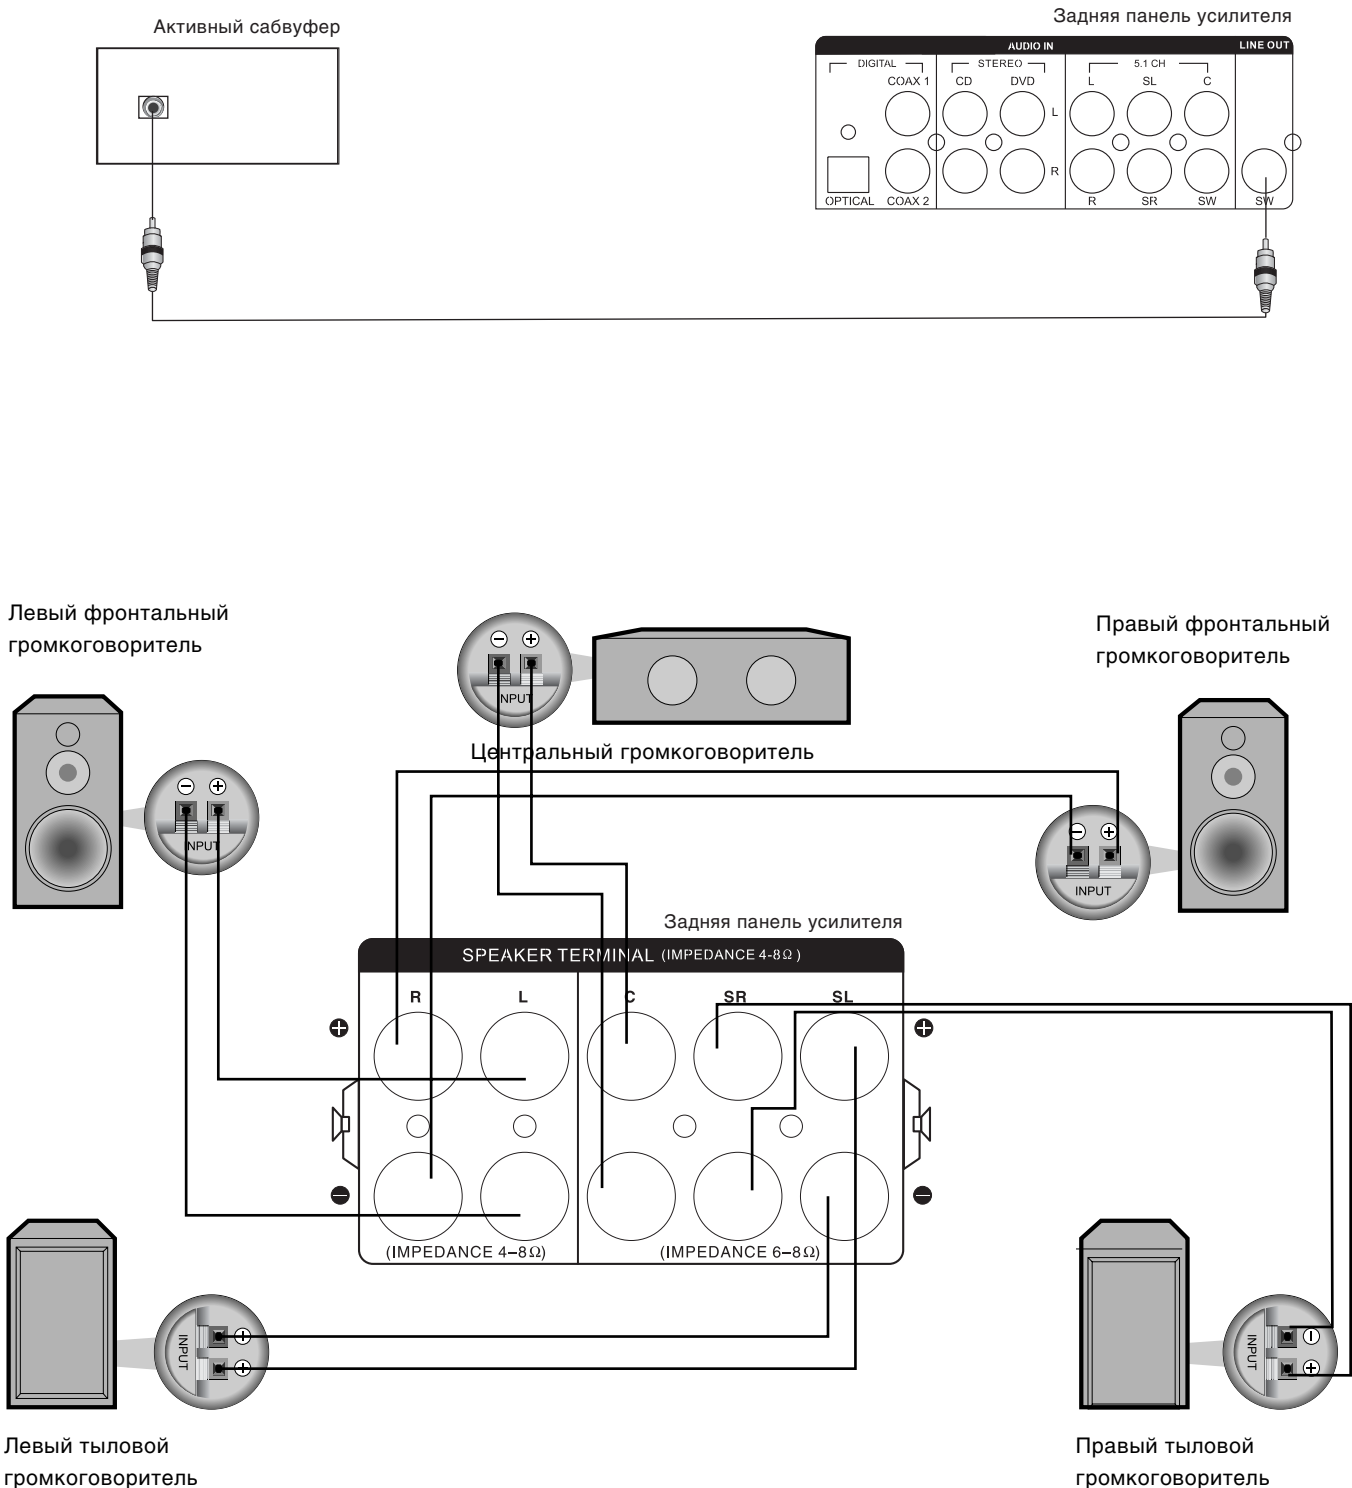 Активный сабвуфер
Задняя панель усилителя
AUDIO IN
LINE OUT
DIGITAL
STEREO
5.1 CH
COAX 1
CD
DVD
L
SL
C
L
R
OPTICAL
COAX 2
R
SR
SW
SW
Левый фронтальный
громкоговоритель
Правый фронтальный
громкоговоритель
INPUT
Центральный громкоговоритель
INPUT
INPUT
Задняя панель усилителя
SPEAKER TERMINAL (IMPEDANCE 4-8Ω)
R
L
C
SR
SL
(IMPEDANCE 4–8Ω)
(IMPEDANCE 6–8Ω)
INPUT
INPUT
Левый тыловой
громкоговоритель
Правый тыловой
громкоговоритель